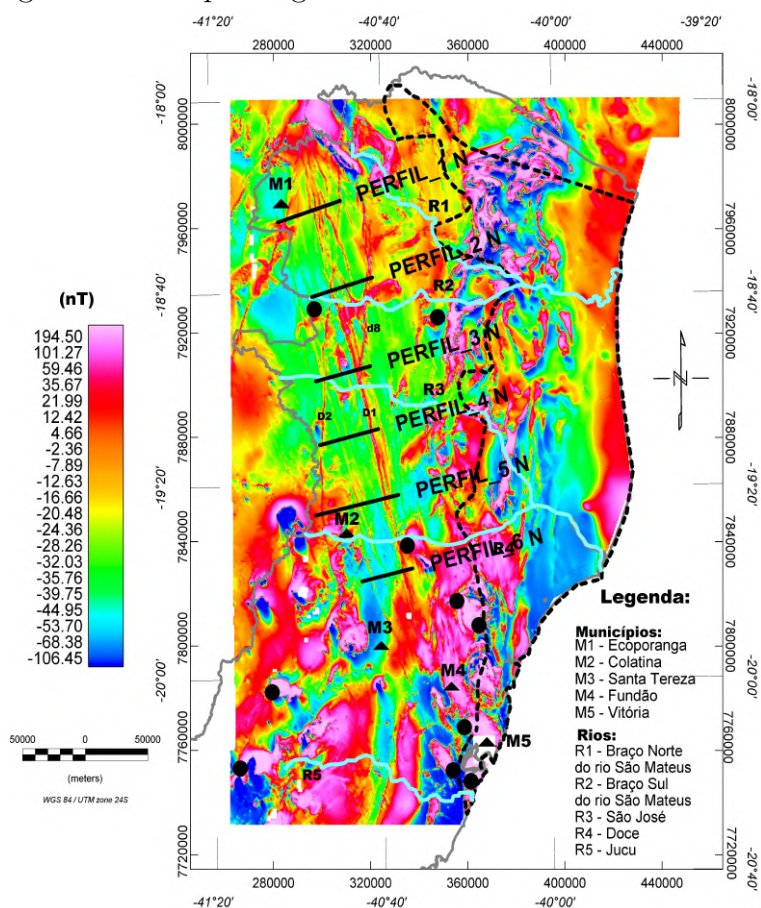 -41°20'
-40°40'
-40°00'
-39°20'
280000
320000
360000
400000
440000
-18°00'
8000000
8000000
-18°00'
M1
PERFIL_1 N
R1
7960000
7960000
PERFIL_2 N
R2
-18°40'
-18°40'
(nT)
194.50
101.27
59.46
35.67
21.99
12.42
4.66
-2.36
-7.89
-12.63
-16.66
-20.48
-24.36
-28.26
-32.03
-35.76
-39.75
-44.95
-53.70
-68.38
-106.45
7920000
7920000
d8
PERFIL_3 N
R3
D2
D1
PERFIL_4 N
7880000
7880000
-19°20'
-19°20'
PERFIL_5 N
M2
7840000
7840000
PERFIL_6 N
M3
7800000
7800000
M4
-20°00'
-20°00'
M5
7760000
7760000
R5
7720000
7720000
-20°40'
N
Legenda:
Municípios:
M1 - Ecoporanga
M2 - Colatina
M3 - Santa Tereza
M4 - Fundão
M5 - Vitória
Rios:
R1 - Braço Norte
do rio São Mateus
R2 - Braço Sul
do rio São Mateus
R3 - São José
R4 - Doce
R5 - Jucu
50000
0
50000
(meters)
WGS 84 / UTM zone 24S
280000
320000
360000
400000
440000
-41°20'
-40°40'
-40°00'